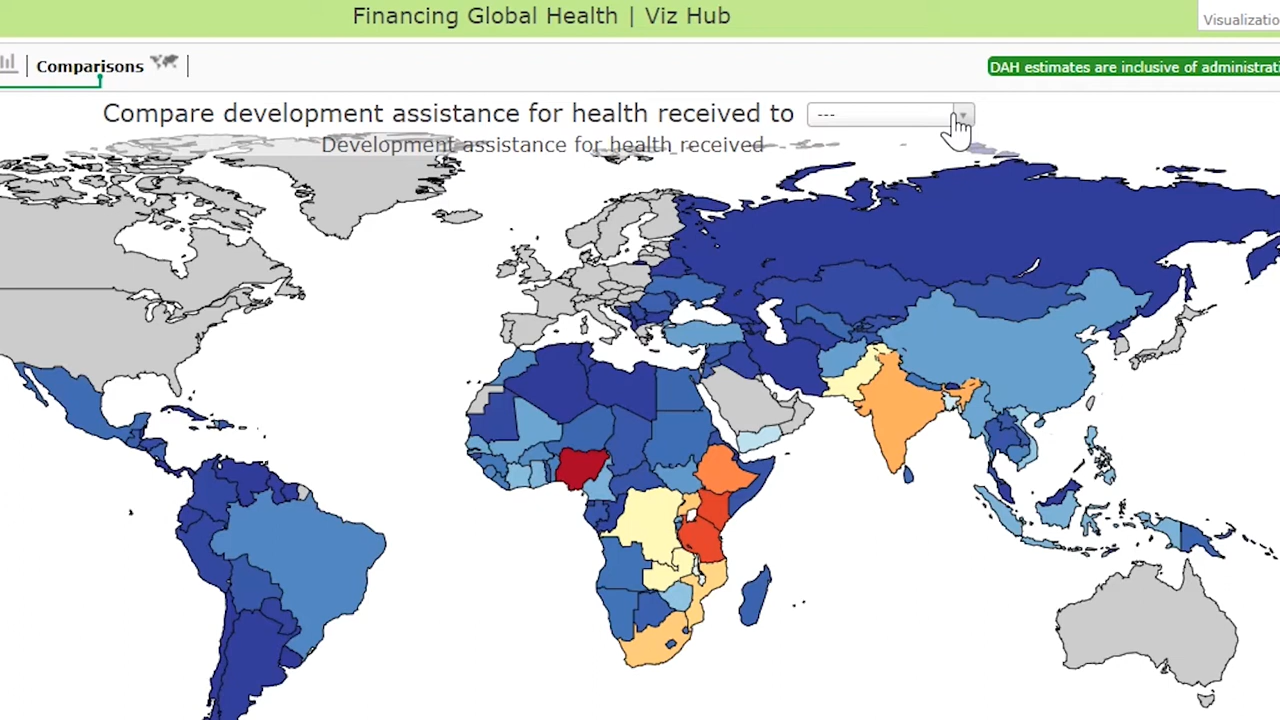 Financing Global Health | Viz Hub
Comparisons
DAH estimates are inclusive of
Compare development assistance for health received to ---
Development assistance for health received